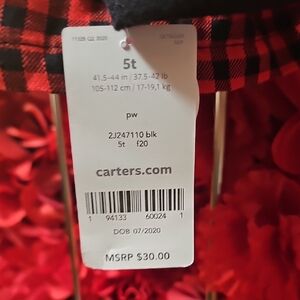 5t
41.5-44 in / 37.5-42 lb
105-112 cm / 17-19,1 kg
pw
2J247110 blk
5t f20
carters.com
1 94133 60024 1
DOB 07/2020
MSRP $30.00